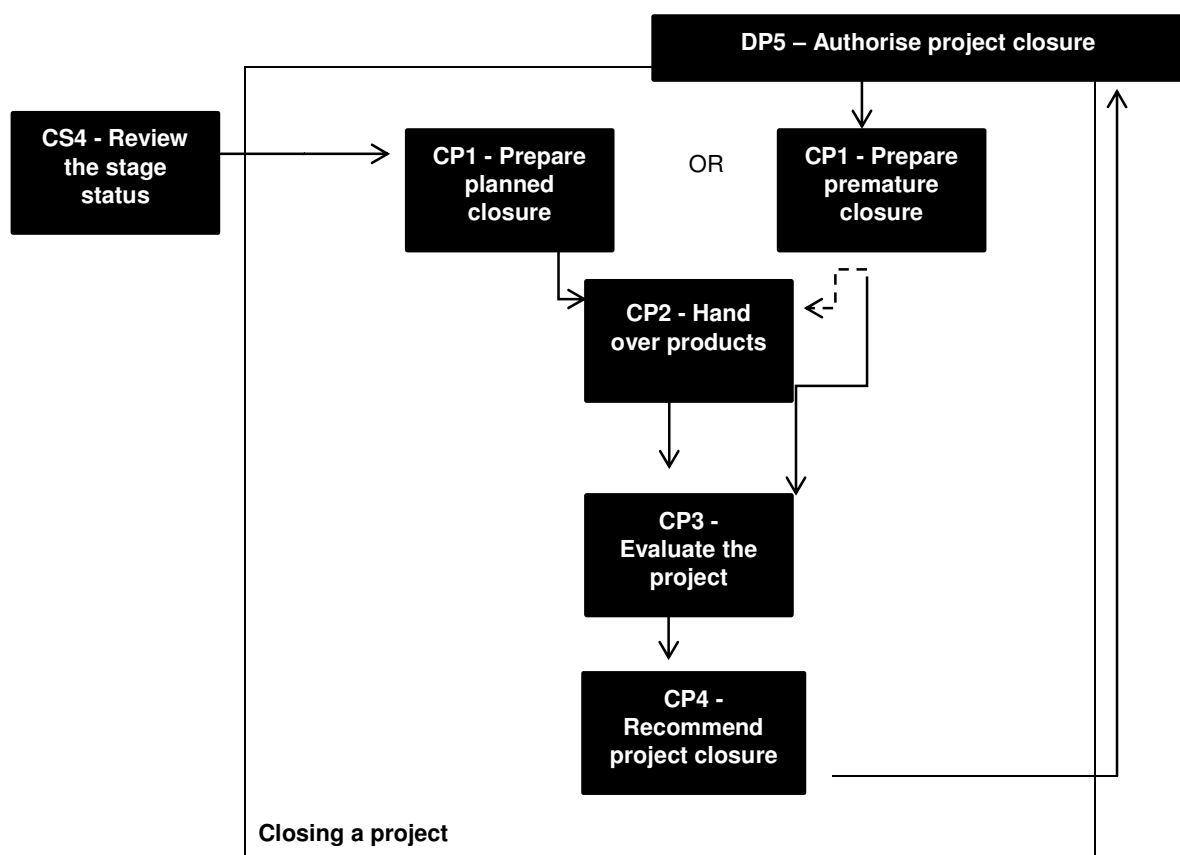 DP5 – Authorise project closure
CS4 - Review
the stage
status
CP1 - Prepare
planned
closure
OR
CP1 - Prepare
premature
closure
CP2 - Hand
over products
CP3 -
Evaluate the
project
CP4 -
Recommend
project closure
Closing a project